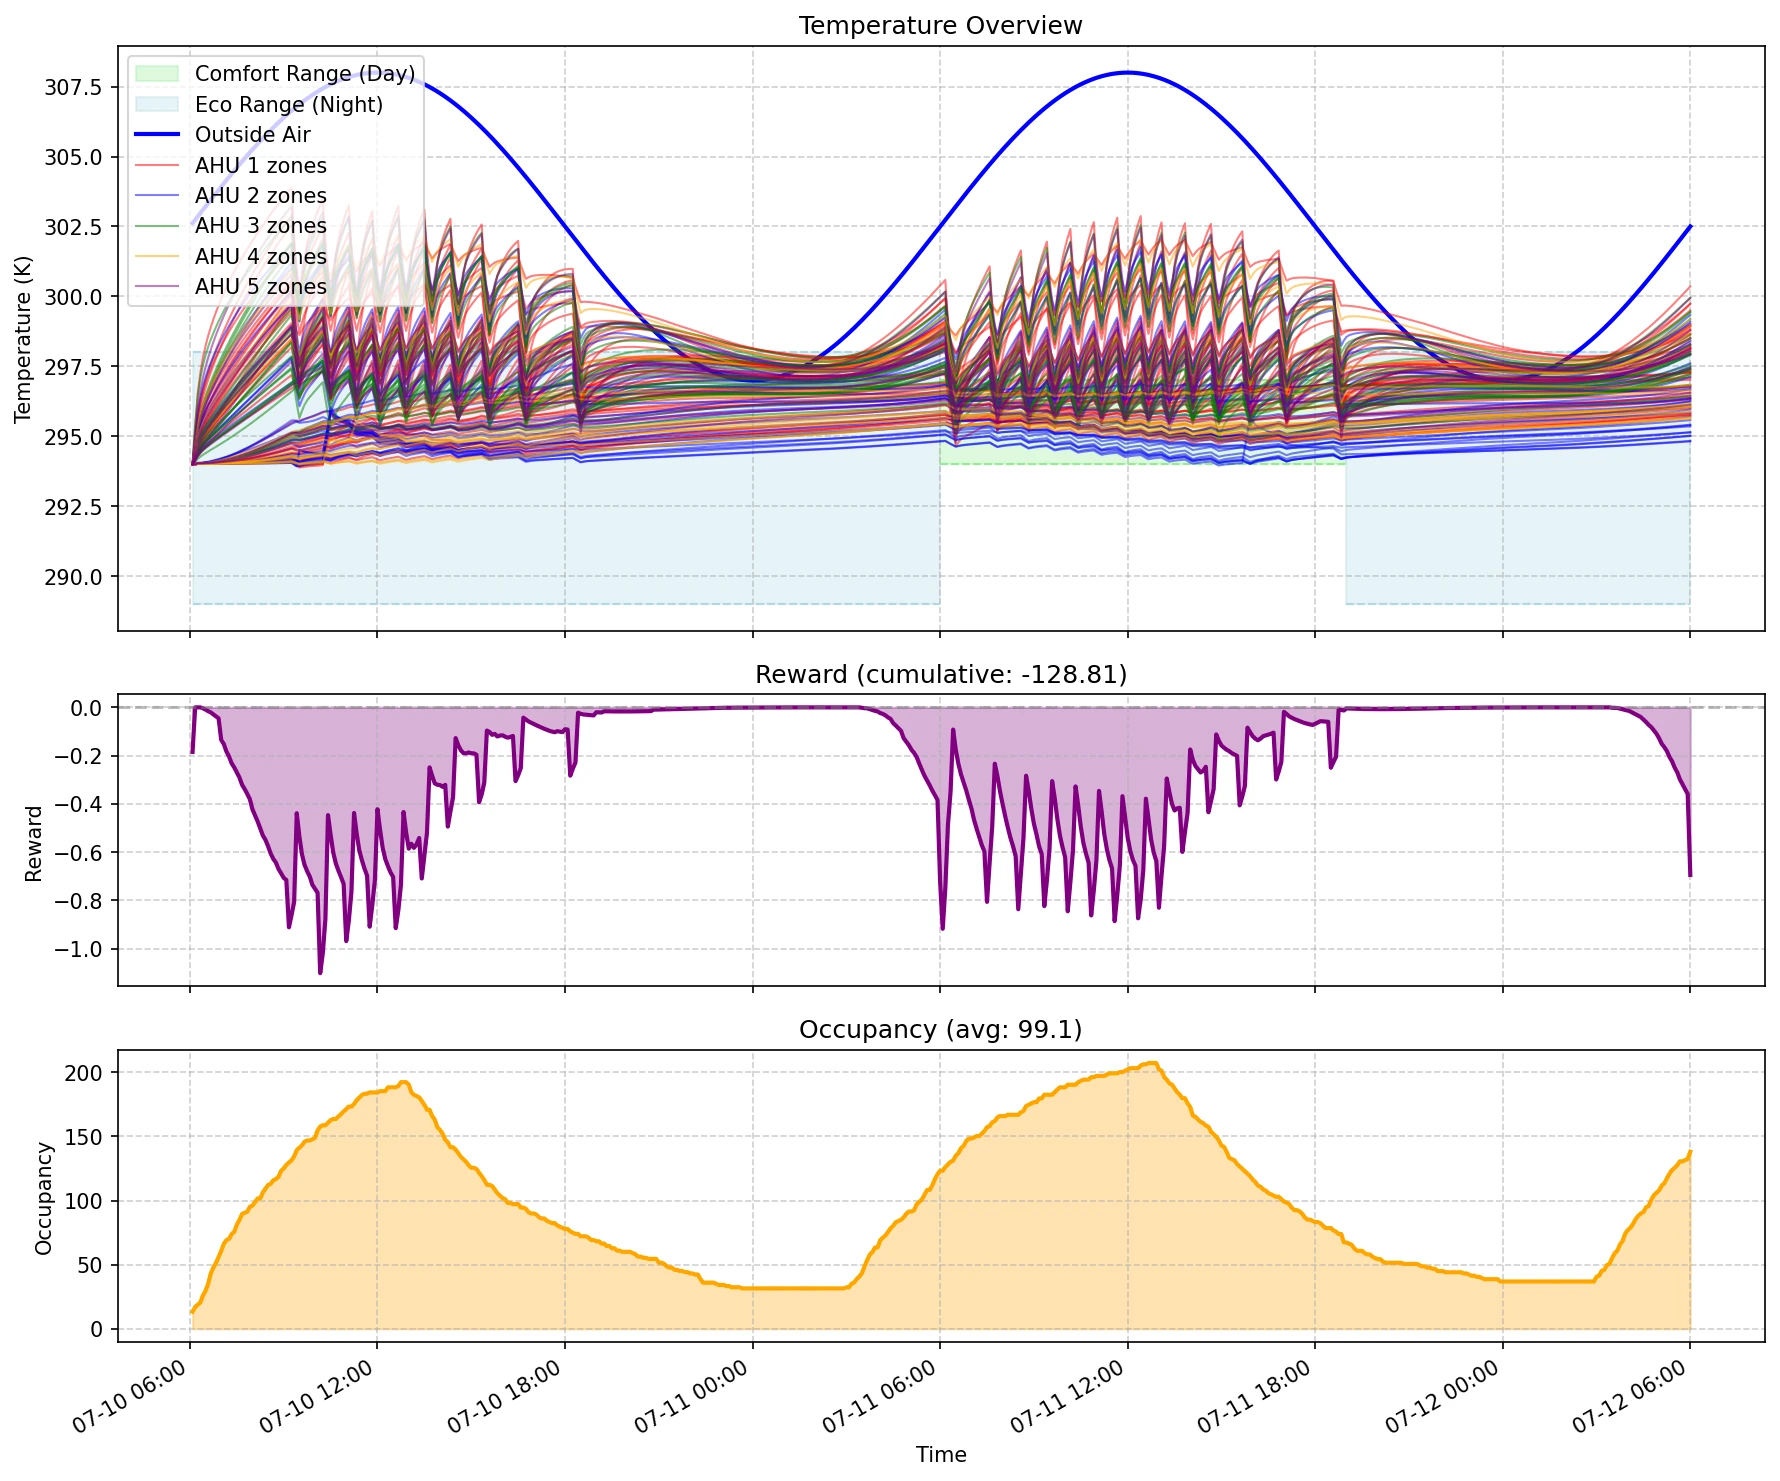 Temperature Overview
Temperature (K)
307.5
305.0
302.5
300.0
297.5
295.0
292.5
290.0
Comfort Range (Day)
Eco Range (Night)
Outside Air
AHU 1 zones
AHU 2 zones
AHU 3 zones
AHU 4 zones
AHU 5 zones
Reward (cumulative: -128.81)
Reward
0.0
−0.2
−0.4
−0.6
−0.8
−1.0
Occupancy (avg: 99.1)
Occupancy
200
150
100
50
0
07-10 06:00
07-10 12:00
07-10 18:00
07-11 00:00
07-11 06:00
07-11 12:00
07-11 18:00
07-12 00:00
07-12 06:00
Time